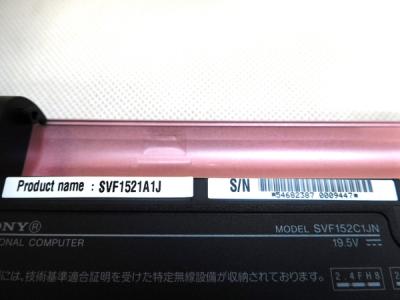 Product name : SVF1521A1J
S/N
*54682387 0009447*
SONY®
MODEL SVF152C1JN
ONAL COMPUTER
19.5V
には、技術基準適合証明を受けた特定無線設備が収納されております
2.4FH8